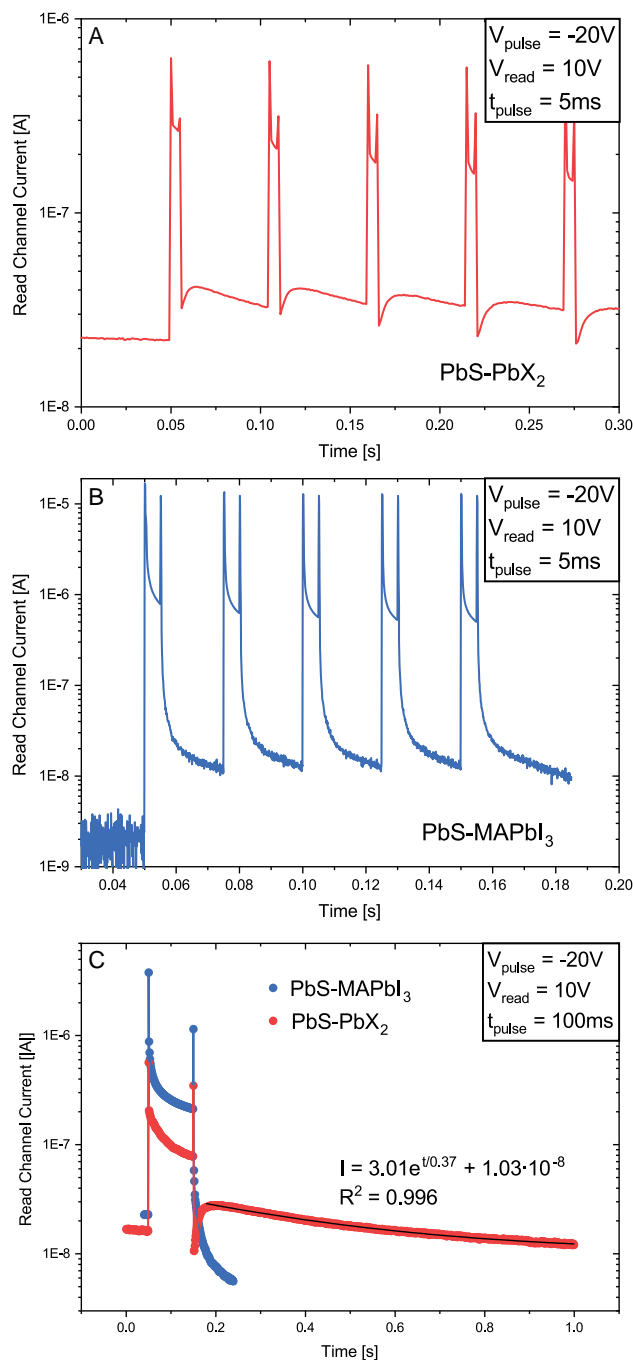 A
V_pulse = -20V
V_read = 10V
t_pulse = 5ms
1E-6
1E-7
1E-8
Read Channel Current [A]
PbS-PbX₂
0.00 0.05 0.10 0.15 0.20 0.25 0.30
Time [s]
B
V_pulse = -20V
V_read = 10V
t_pulse = 5ms
1E-5
1E-6
1E-7
1E-8
1E-9
Read Channel Current [A]
PbS-MAPbI₃
0.04 0.06 0.08 0.10 0.12 0.14 0.16 0.18 0.20
Time [s]
C
V_pulse = -20V
V_read = 10V
t_pulse = 100ms
PbS-MAPbI₃
PbS-PbX₂
1E-6
1E-7
1E-8
Read Channel Current [|A|]
I = 3.01e^{t/0.37} + 1.03·10⁻⁸
R² = 0.996
0.0 0.2 0.4 0.6 0.8 1.0
Time [s]